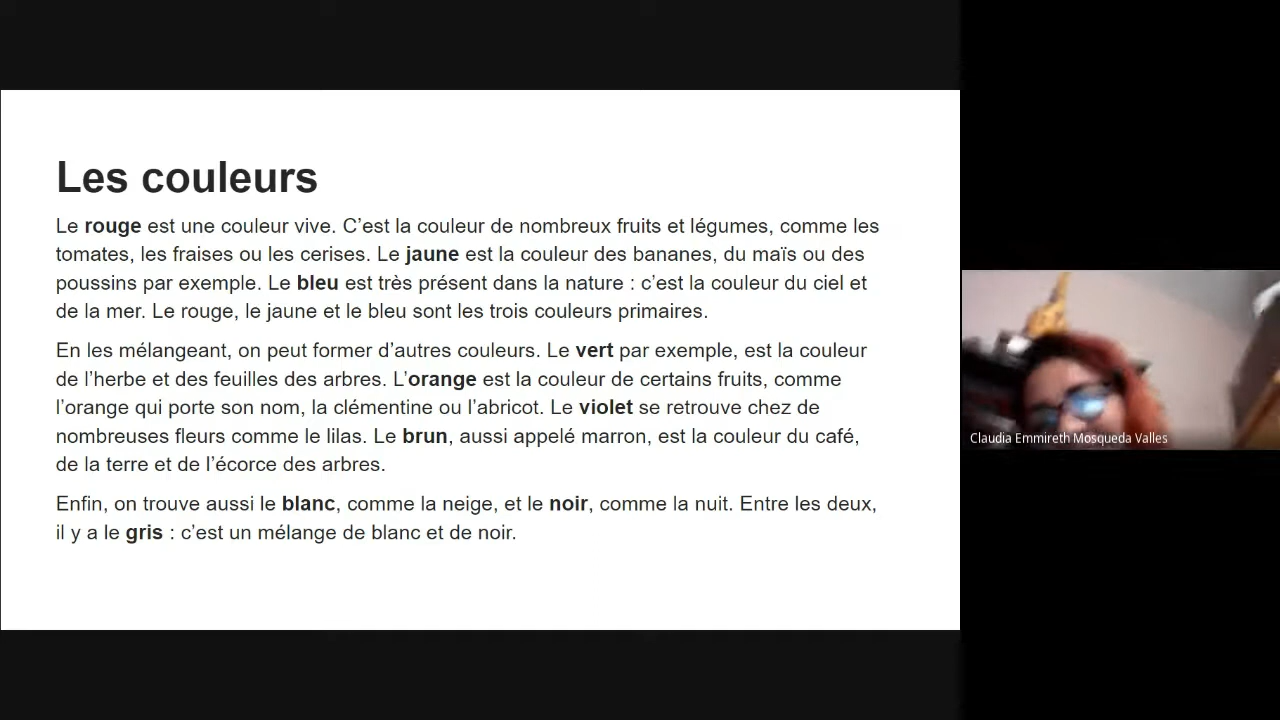 Les couleurs
Le rouge est une couleur vive. C’est la couleur de nombreux fruits et légumes, comme les
tomates, les fraises ou les cerises. Le jaune est la couleur des bananes, du maïs ou des
poussins par exemple. Le bleu est très présent dans la nature : c’est la couleur du ciel et
de la mer. Le rouge, le jaune et le bleu sont les trois couleurs primaires.
En les mélangeant, on peut former d’autres couleurs. Le vert par exemple, est la couleur
de l’herbe et des feuilles des arbres. L’orange est la couleur de certains fruits, comme
l’orange qui porte son nom, la clémentine ou l’abricot. Le violet se retrouve chez de
nombreuses fleurs comme le lilas. Le brun, aussi appelé marron, est la couleur du café,
de la terre et de l’écorce des arbres.
Enfin, on trouve aussi le blanc, comme la neige, et le noir, comme la nuit. Entre les deux,
il y a le gris : c’est un mélange de blanc et de noir.
Claudia Emmireth Mosqueda Valles